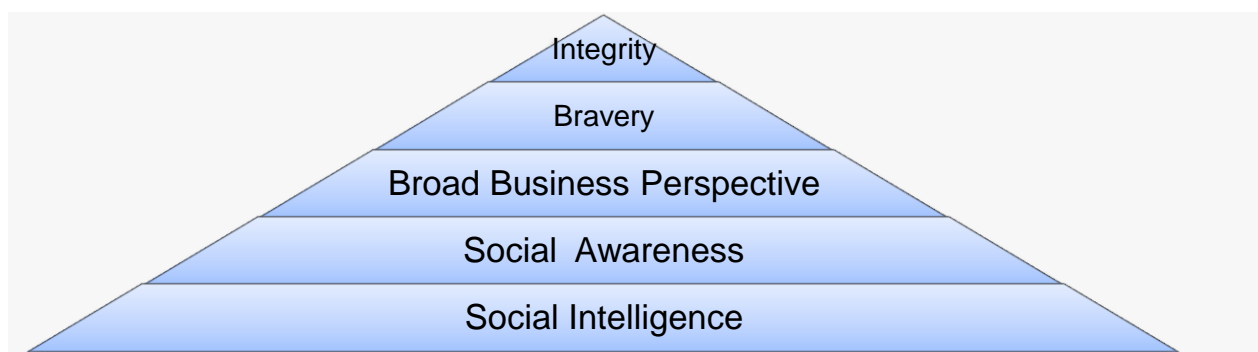 Integrity
Bravery
Broad Business Perspective
Social  Awareness
Social Intelligence